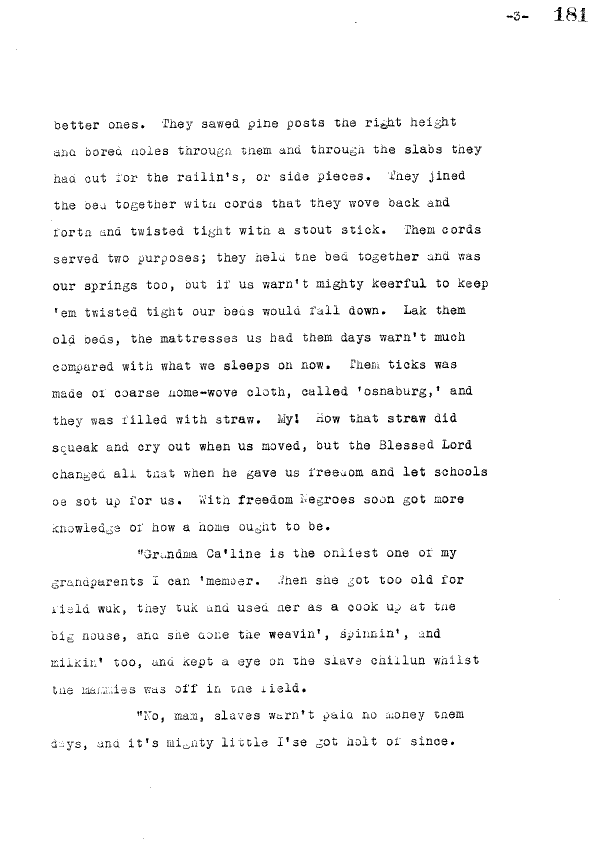 -3- 181
better ones. They sawed pine posts the right height
and bored holes through them and through the slabs they
had cut for the railin's, or side pieces. They jined
the bed together with cords that they wove back and
forth and twisted tight with a stout stick. Them cords
served two purposes; they held the bed together and was
our springs too, but if us warn't mighty keerful to keep
'em twisted tight our beds would fall down. Lak them
old beds, the mattresses us had them days warn't much
compared with what we sleeps on now. Them ticks was
made of coarse home-wove cloth, called 'osnaburg,' and
they was filled with straw. My! How that straw did
squeak and cry out when us moved, but the Blessed Lord
changed all that when he gave us freedom and let schools
be sot up for us. With freedom Negroes soon got more
knowledge of how a home ought to be.
"Grandma Ca'line is the onliest one of my
grandparents I can 'member. When she got too old for
field wuk, they tuk and used her as a cook up at the
big house, and she done the weavin', spinnin', and
milkin' too, and kept a eye on the slave chillun whilst
the mammies was off in the field.
"No, mam, slaves warn't paid no money them
days, and it's mighty little I'se got holt of since.